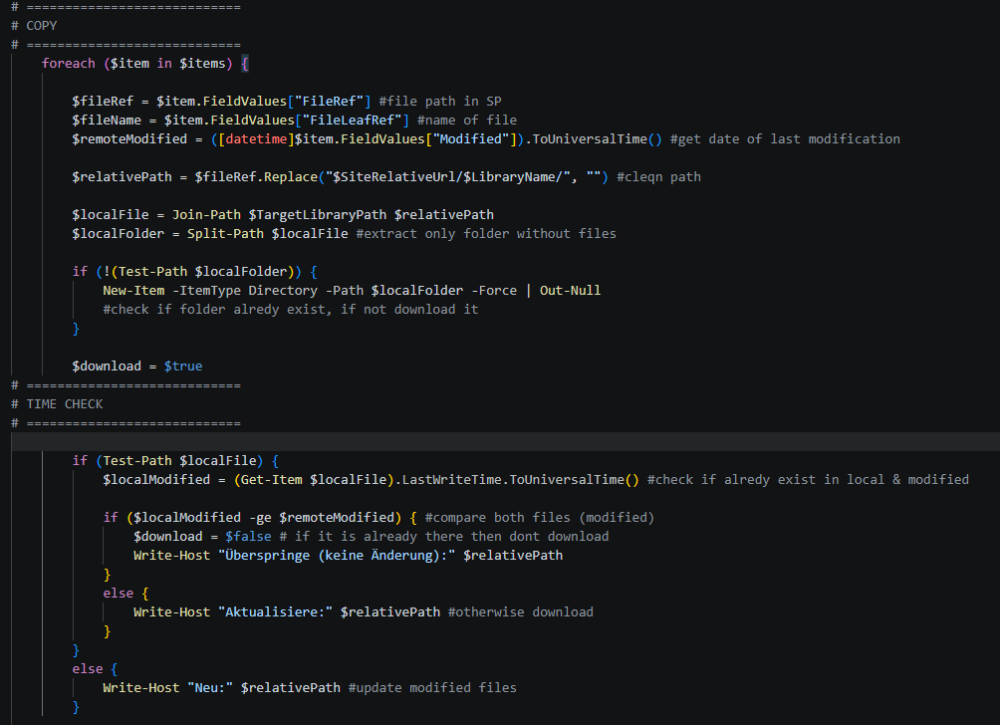 # ============================
# COPY
# ============================
foreach ($item in $items) {
$fileRef = $item.FieldValues["FileRef"] #file path in SP
$fileName = $item.FieldValues["FileLeafRef"] #name of file
$remoteModified = ([datetime]$item.FieldValues["Modified"]).ToUniversalTime() #get date of last modification
$relativePath = $fileRef.Replace("$SiteRelativeUrl/$LibraryName/", "") #cleqn path
$localFile = Join-Path $TargetLibraryPath $relativePath
$localFolder = Split-Path $localFile #extract only folder without files
if (!(Test-Path $localFolder)) {
New-Item -ItemType Directory -Path $localFolder -Force | Out-Null
#check if folder alredy exist, if not download it
}
$download = $true
# ============================
# TIME CHECK
# ============================
if (Test-Path $localFile) {
$localModified = (Get-Item $localFile).LastWriteTime.ToUniversalTime() #check if alredy exist in local & modified
if ($localModified -ge $remoteModified) { #compare both files (modified)
$download = $false # if it is already there then dont download
Write-Host "Überspringe (keine Änderung):" $relativePath
}
else {
Write-Host "Aktualisiere:" $relativePath #otherwise download
}
}
else {
Write-Host "Neu:" $relativePath #update modified files
}